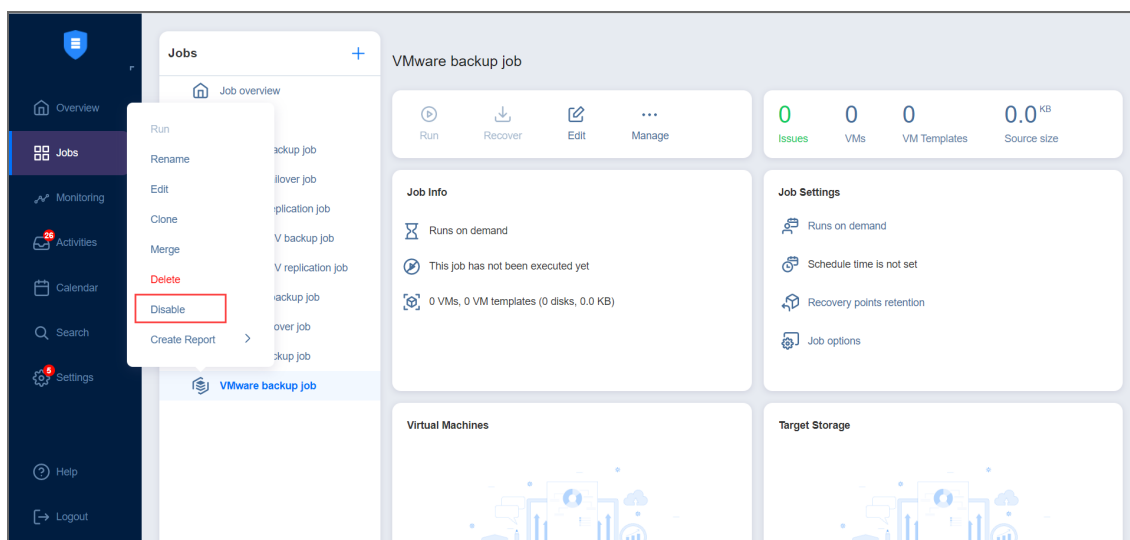 Overview
Jobs
Monitoring
26
Activities
Calendar
Search
5
Settings
Help
Logout
Jobs
+
Job overview
ackup job
ilover job
plication job
V backup job
V replication job
ackup job
over job
ckup job
VMware backup job
Run
Rename
Edit
Clone
Merge
Delete
Disable
Create Report
VMware backup job
Run
Recover
Edit
Manage
0
Issues
0
VMs
0
VM Templates
0.0 KB
Source size
Job Info
Runs on demand
This job has not been executed yet
0 VMs, 0 VM templates (0 disks, 0.0 KB)
Job Settings
Runs on demand
Schedule time is not set
Recovery points retention
Job options
Virtual Machines
Target Storage